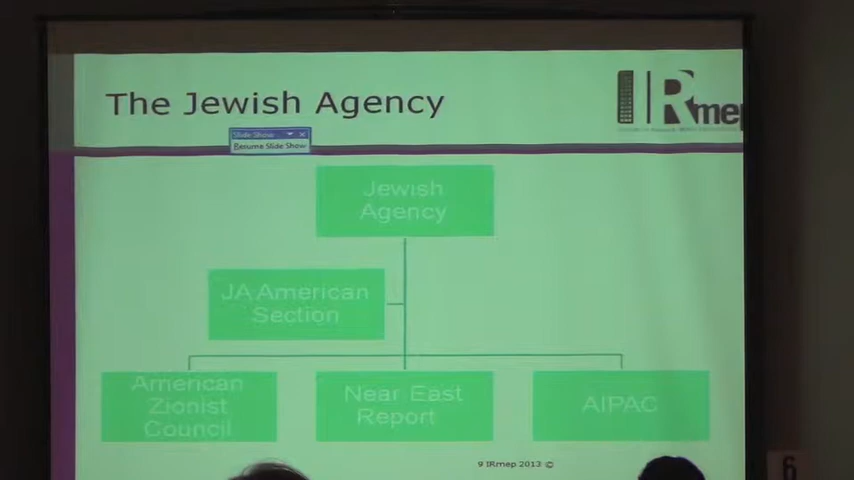 The Jewish Agency
IRmep
Slide Show
Resume Slide Show
Jewish
Agency
JA American
Section
American
Zionist
Council
Near East
Report
AIPAC
9 IRmep 2013 ©
6